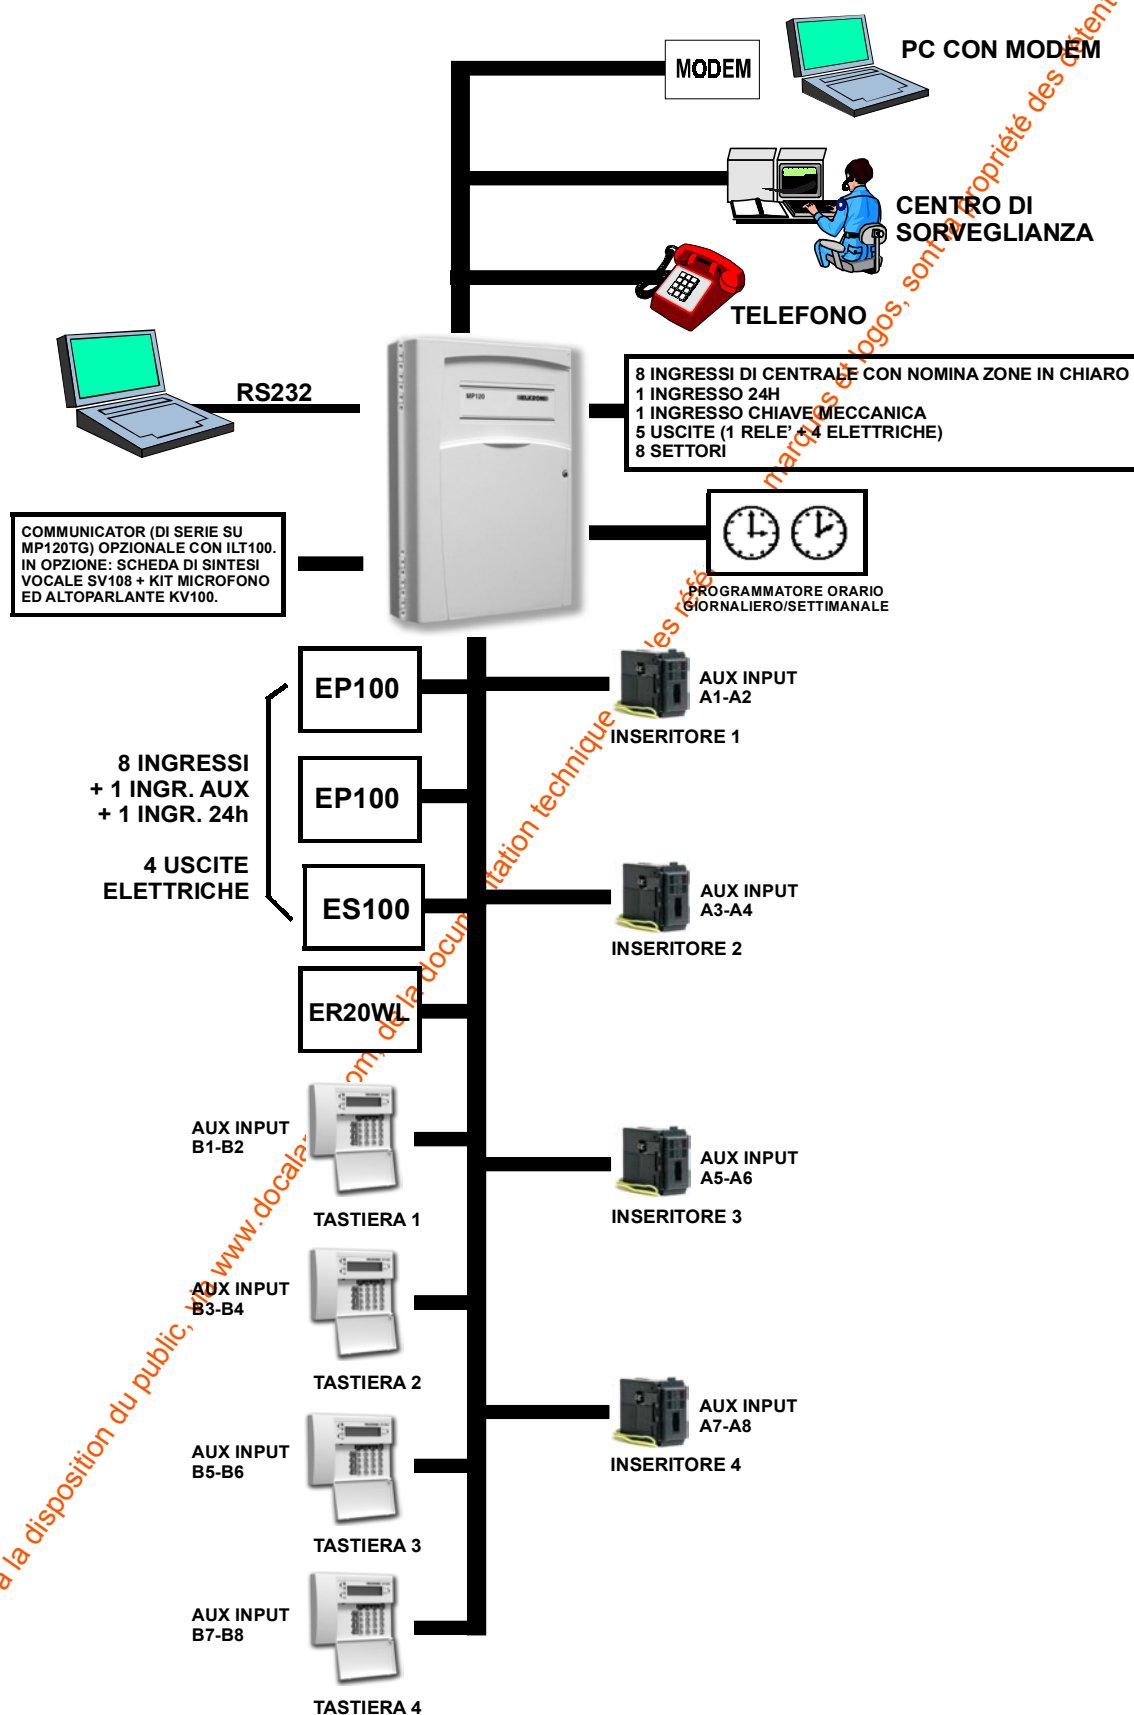 PC CON MODEM
MODEM
CENTRO DI
SORVEGLIANZA
TELEFONO
RS232
MP120
ELKRON
8 INGRESSI DI CENTRALE CON NOMINA ZONE IN CHIARO
1 INGRESSO 24H
1 INGRESSO CHIAVE MECCANICA
5 USCITE (1 RELE' + 4 ELETTRICHE)
8 SETTORI
COMMUNICATOR (DI SERIE SU
MP120TG) OPZIONALE CON ILT100.
IN OPZIONE: SCHEDA DI SINTESI
VOCALE SV108 + KIT MICROFONO
ED ALTOPARLANTE KV100.
PROGRAMMATORE ORARIO
GIORNALIERO/SETTIMANALE
EP100
AUX INPUT
A1-A2
INSERITORE 1
8 INGRESSI
+ 1 INGR. AUX
+ 1 INGR. 24h
EP100
4 USCITE
ELETTRICHE
ES100
AUX INPUT
A3-A4
INSERITORE 2
ER20WL
AUX INPUT
B1-B2
TASTIERA 1
AUX INPUT
A5-A6
INSERITORE 3
AUX INPUT
B3-B4
TASTIERA 2
AUX INPUT
A7-A8
INSERITORE 4
AUX INPUT
B5-B6
TASTIERA 3
AUX INPUT
B7-B8
TASTIERA 4
à la disposition du public, via www.docalar om, de la documentation technique les réfé. marques et logos, sont la propriété des détent